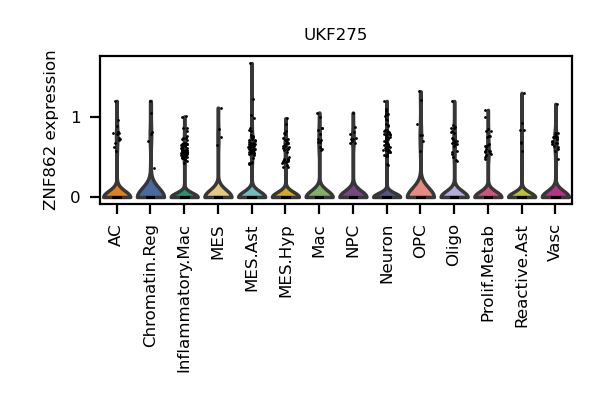 UKF275
ZNF862 expression
1
0
AC
Chromatin.Reg
Inflammatory.Mac
MES
MES.Ast
MES.Hyp
Mac
NPC
Neuron
OPC
Oligo
Prolif.Metab
Reactive.Ast
Vasc